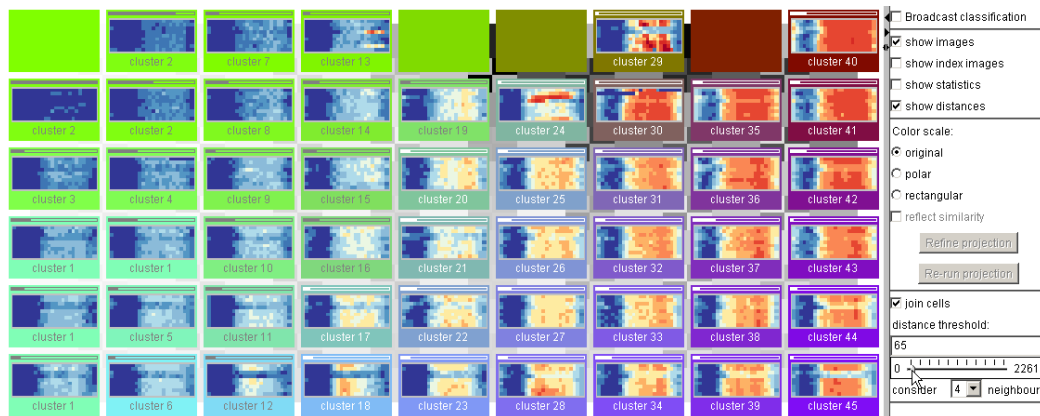 cluster 2 cluster 7 cluster 13 cluster 29 cluster 40
cluster 2 cluster 2 cluster 8 cluster 14 cluster 19 cluster 24 cluster 30 cluster 35 cluster 41
cluster 3 cluster 4 cluster 9 cluster 15 cluster 20 cluster 25 cluster 31 cluster 36 cluster 42
cluster 1 cluster 1 cluster 10 cluster 16 cluster 21 cluster 26 cluster 32 cluster 37 cluster 43
cluster 1 cluster 5 cluster 11 cluster 17 cluster 22 cluster 27 cluster 33 cluster 38 cluster 44
cluster 1 cluster 6 cluster 12 cluster 18 cluster 23 cluster 28 cluster 34 cluster 39 cluster 45
Broadcast classification
show images
show index images
show statistics
show distances
Color scale:
original
polar
rectangular
reflect similarity
Refine projection
Re-run projection
join cells
distance threshold:
65
0 2261
consider 4 neighbour